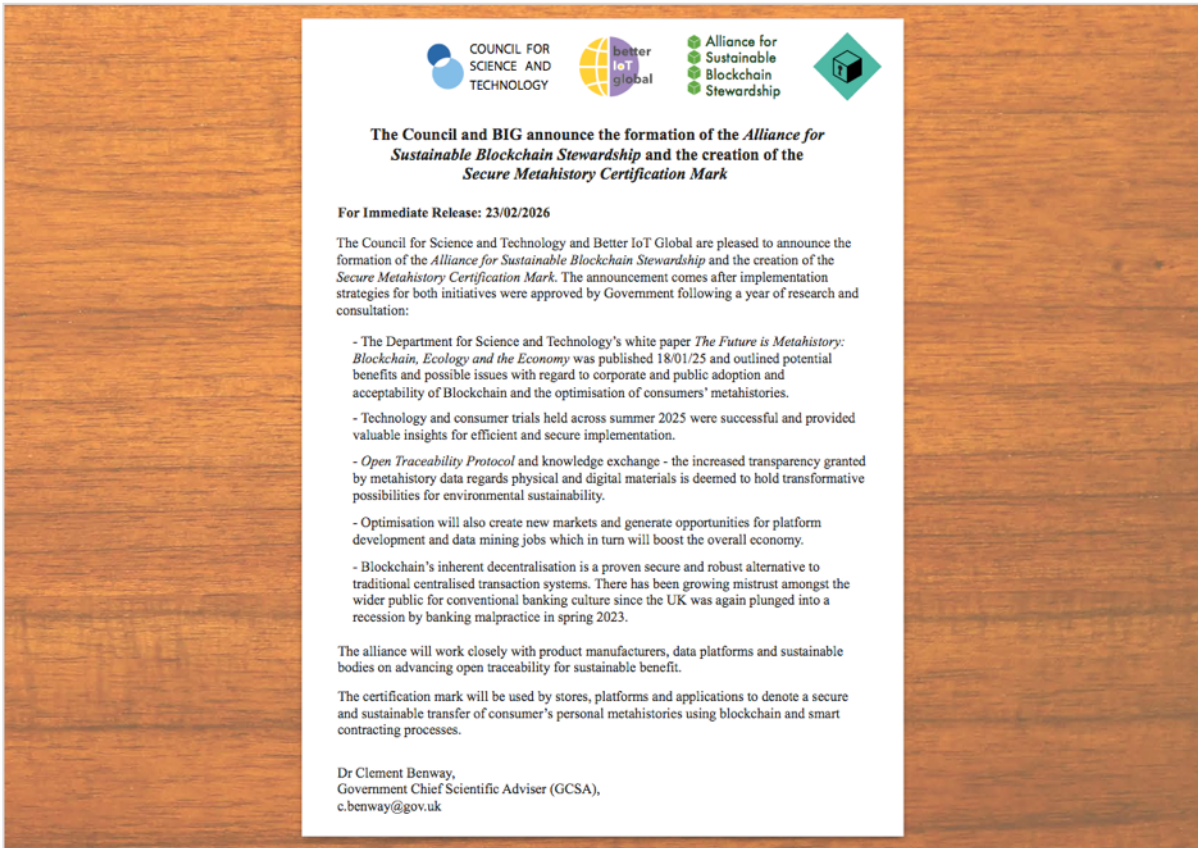 COUNCIL FOR
SCIENCE AND
TECHNOLOGY
better
IoT
global
Alliance for
Sustainable
Blockchain
Stewardship
The Council and BIG announce the formation of the Alliance for
Sustainable Blockchain Stewardship and the creation of the
Secure Metahistory Certification Mark
For Immediate Release: 23/02/2026
The Council for Science and Technology and Better IoT Global are pleased to announce the
formation of the Alliance for Sustainable Blockchain Stewardship and the creation of the
Secure Metahistory Certification Mark. The announcement comes after implementation
strategies for both initiatives were approved by Government following a year of research and
consultation:
- The Department for Science and Technology’s white paper The Future is Metahistory:
Blockchain, Ecology and the Economy was published 18/01/25 and outlined potential
benefits and possible issues with regard to corporate and public adoption and
acceptability of Blockchain and the optimisation of consumers’ metahistories.
- Technology and consumer trials held across summer 2025 were successful and provided
valuable insights for efficient and secure implementation.
- Open Traceability Protocol and knowledge exchange - the increased transparency granted
by metahistory data regards physical and digital materials is deemed to hold transformative
possibilities for environmental sustainability.
- Optimisation will also create new markets and generate opportunities for platform
development and data mining jobs which in turn will boost the overall economy.
- Blockchain’s inherent decentralisation is a proven secure and robust alternative to
traditional centralised transaction systems. There has been growing mistrust amongst the
wider public for conventional banking culture since the UK was again plunged into a
recession by banking malpractice in spring 2023.
The alliance will work closely with product manufacturers, data platforms and sustainable
bodies on advancing open traceability for sustainable benefit.
The certification mark will be used by stores, platforms and applications to denote a secure
and sustainable transfer of consumer’s personal metahistories using blockchain and smart
contracting processes.
Dr Clement Benway,
Government Chief Scientific Adviser (GCSA),
c.benway@gov.uk